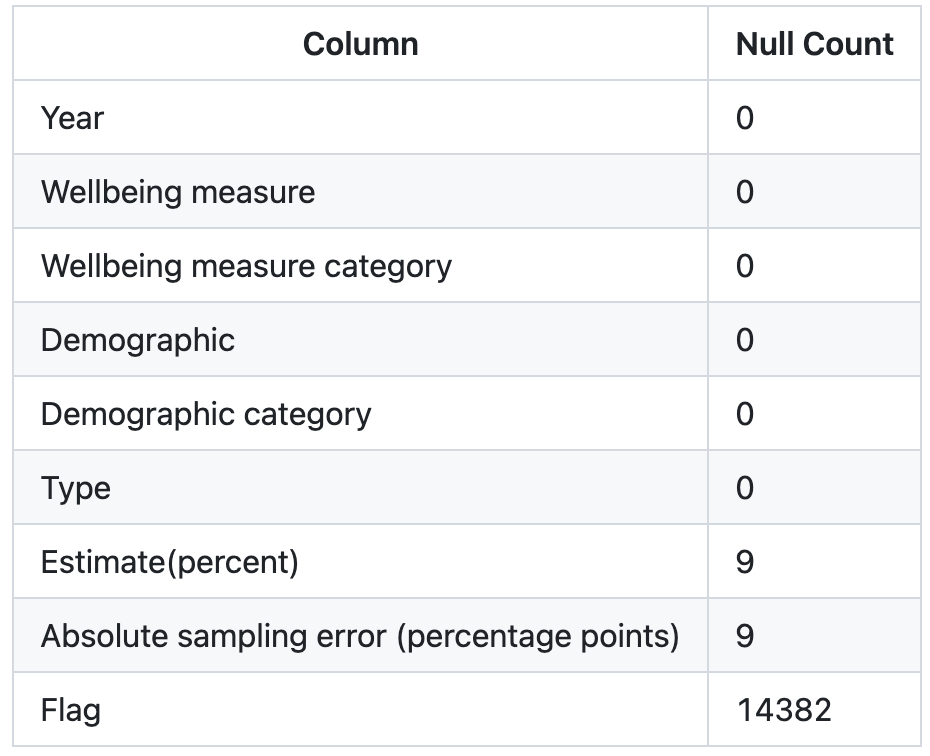 Column Null Count
Year 0
Wellbeing measure 0
Wellbeing measure category 0
Demographic 0
Demographic category 0
Type 0
Estimate(percent) 9
Absolute sampling error (percentage points) 9
Flag 14382